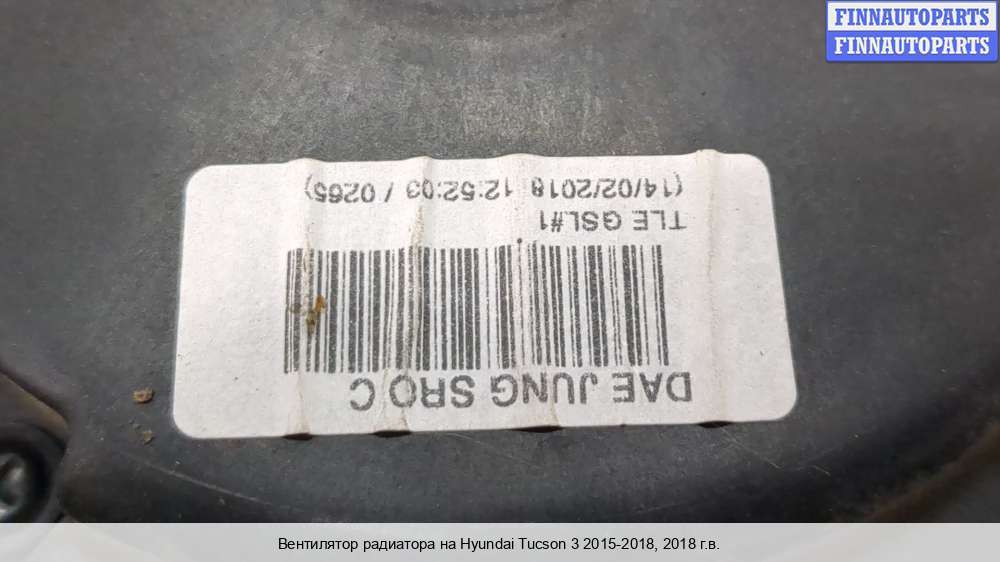 FINNAUTOPARTS
FINNAUTOPARTS
DAE JUNG SRO C
TLE GSL#1
(14/02/2018 12:52:03 / 0265)
Вентилятор радиатора на Hyundai Tucson 3 2015-2018, 2018 г.в.